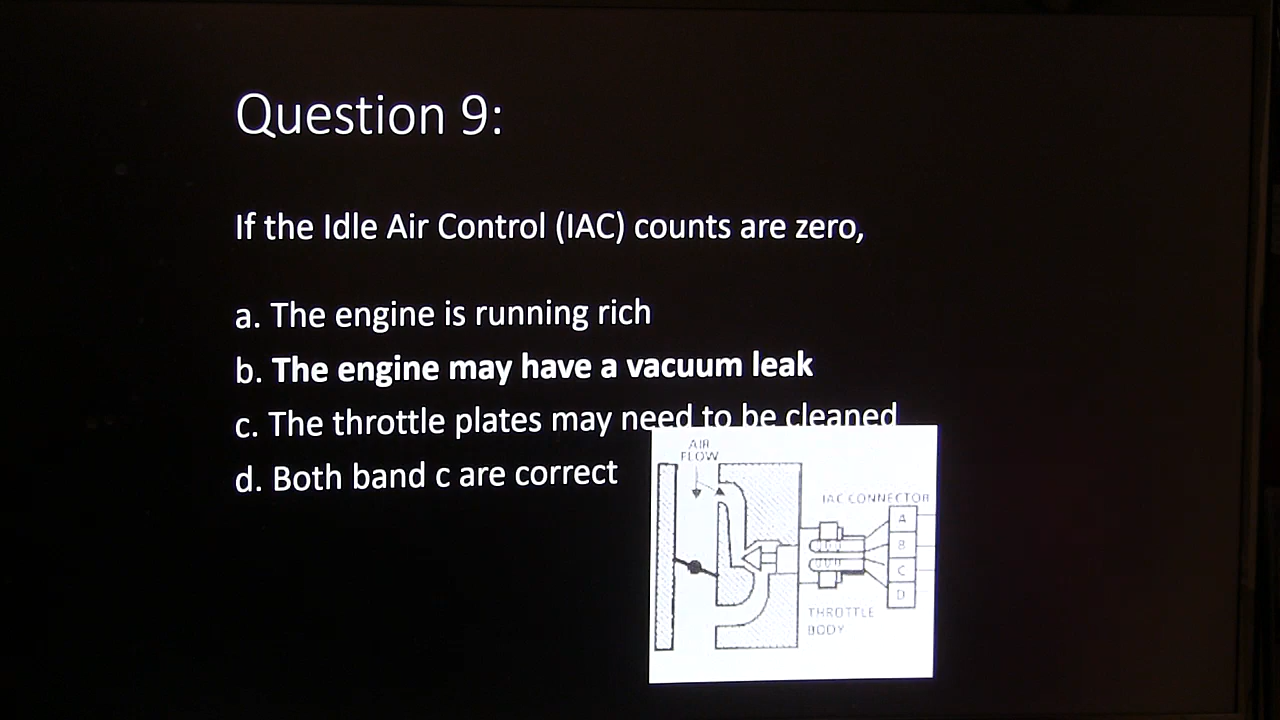 Question 9:
If the Idle Air Control (IAC) counts are zero,
a. The engine is running rich
b. The engine may have a vacuum leak
c. The throttle plates may need to be cleaned
d. Both band c are correct
AIR
FLOW
IAC CONNECTOR
A
B
C
D
THROTTLE
BODY